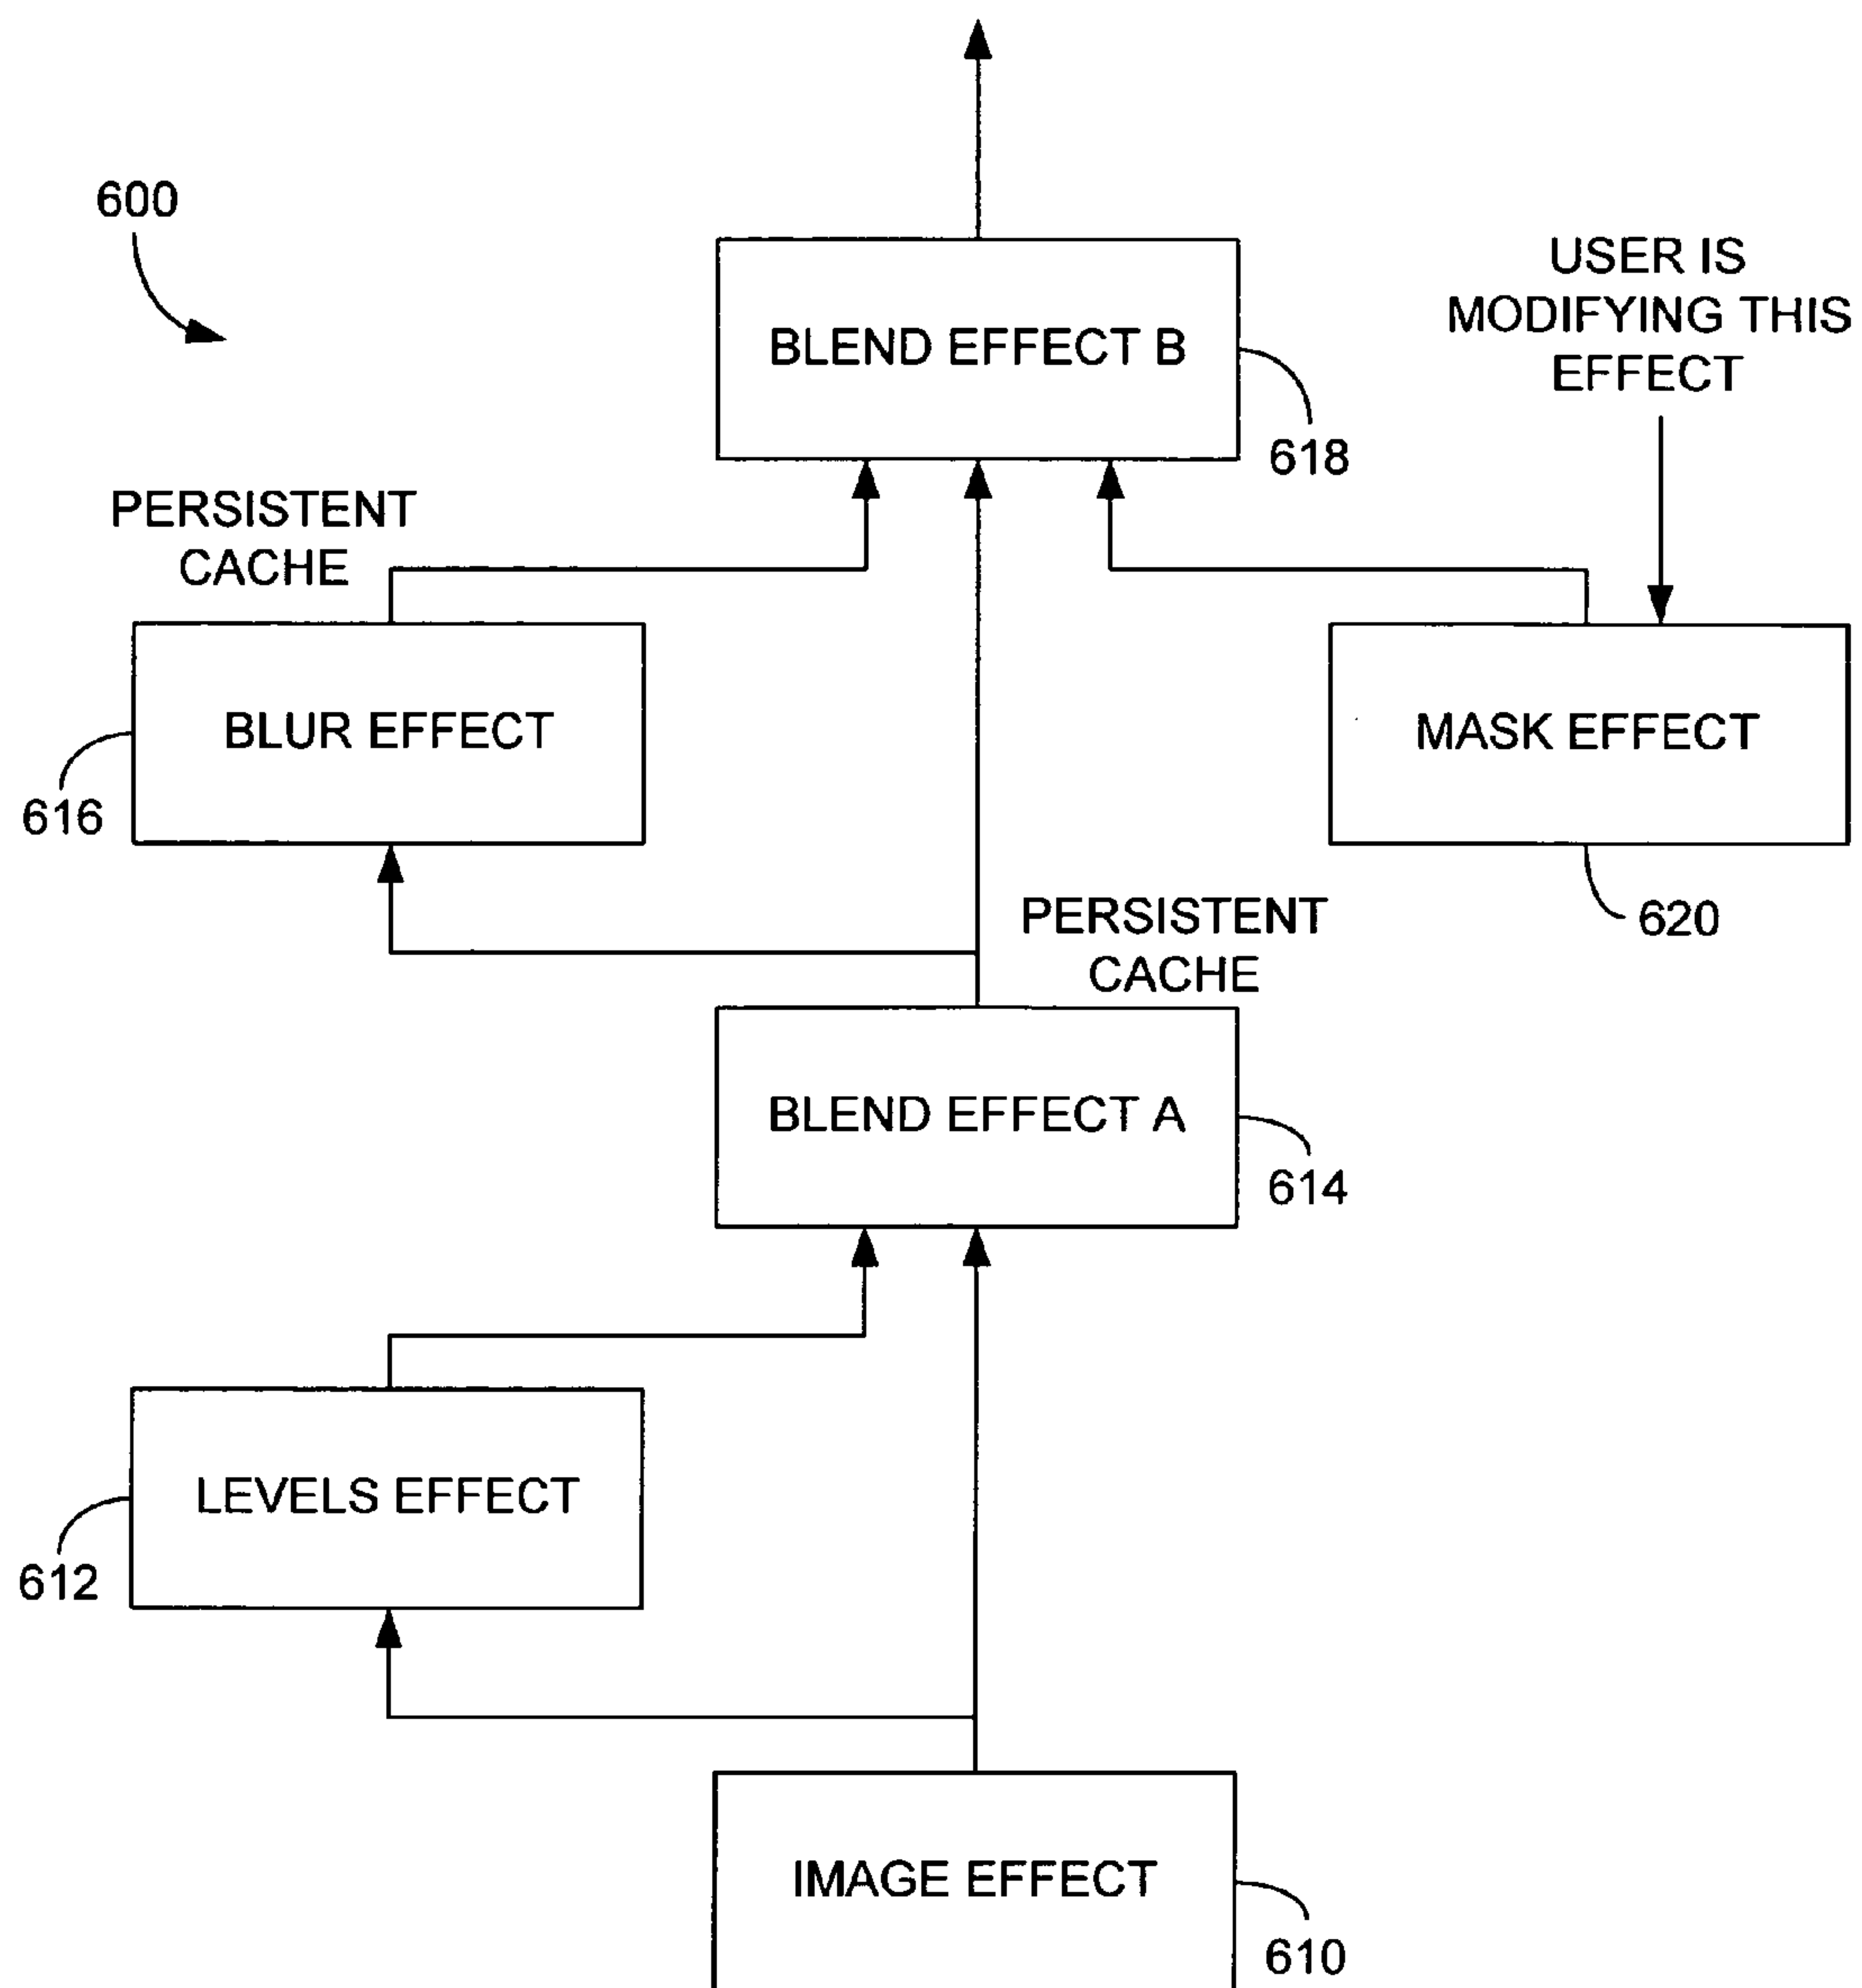 600
BLEND EFFECT B
618
USER IS
MODIFYING THIS
EFFECT
PERSISTENT
CACHE
BLUR EFFECT
616
MASK EFFECT
620
PERSISTENT
CACHE
BLEND EFFECT A
614
LEVELS EFFECT
612
IMAGE EFFECT
610